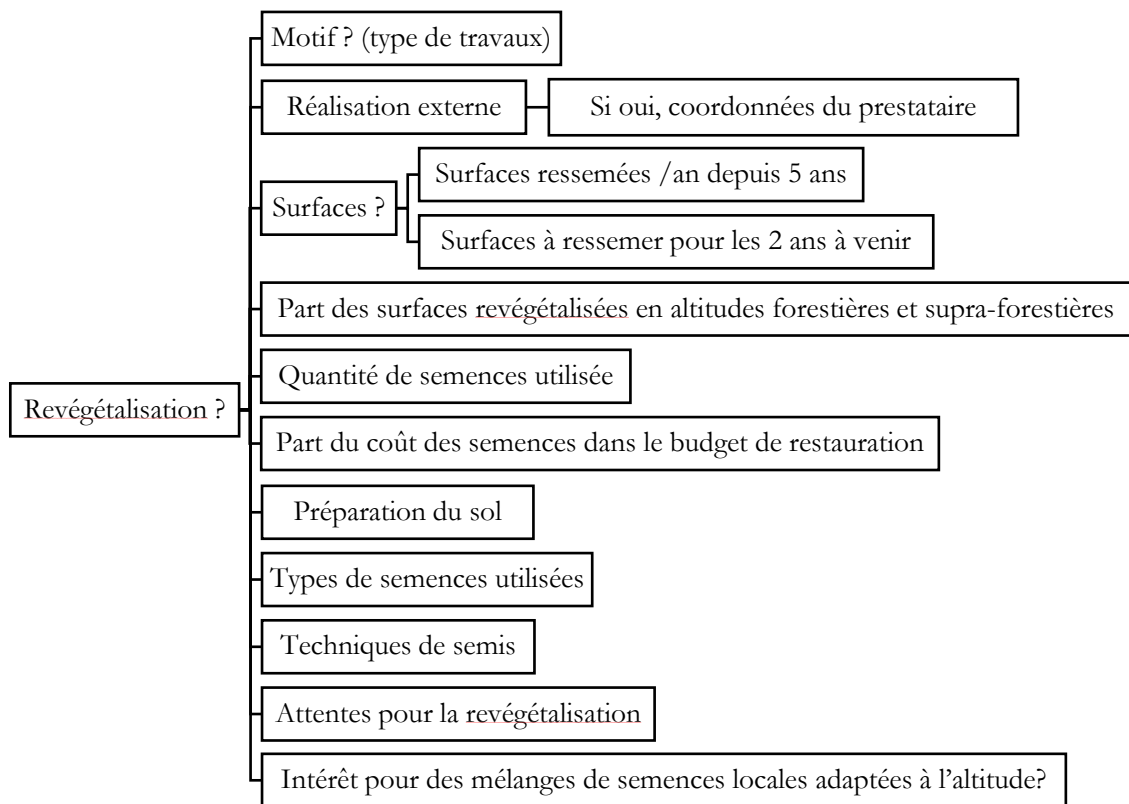 Motif ? (type de travaux)
Réalisation externe
Si oui, coordonnées du prestataire
Surfaces ressemées /an depuis 5 ans
Surfaces ?
Surfaces à ressemer pour les 2 ans à venir
Part des surfaces revégétalisées en altitudes forestières et supra-forestières
Quantité de semences utilisée
Revégétalisation ?
Part du coût des semences dans le budget de restauration
Préparation du sol
Types de semences utilisées
Techniques de semis
Attentes pour la revégétalisation
Intérêt pour des mélanges de semences locales adaptées à l'altitude?